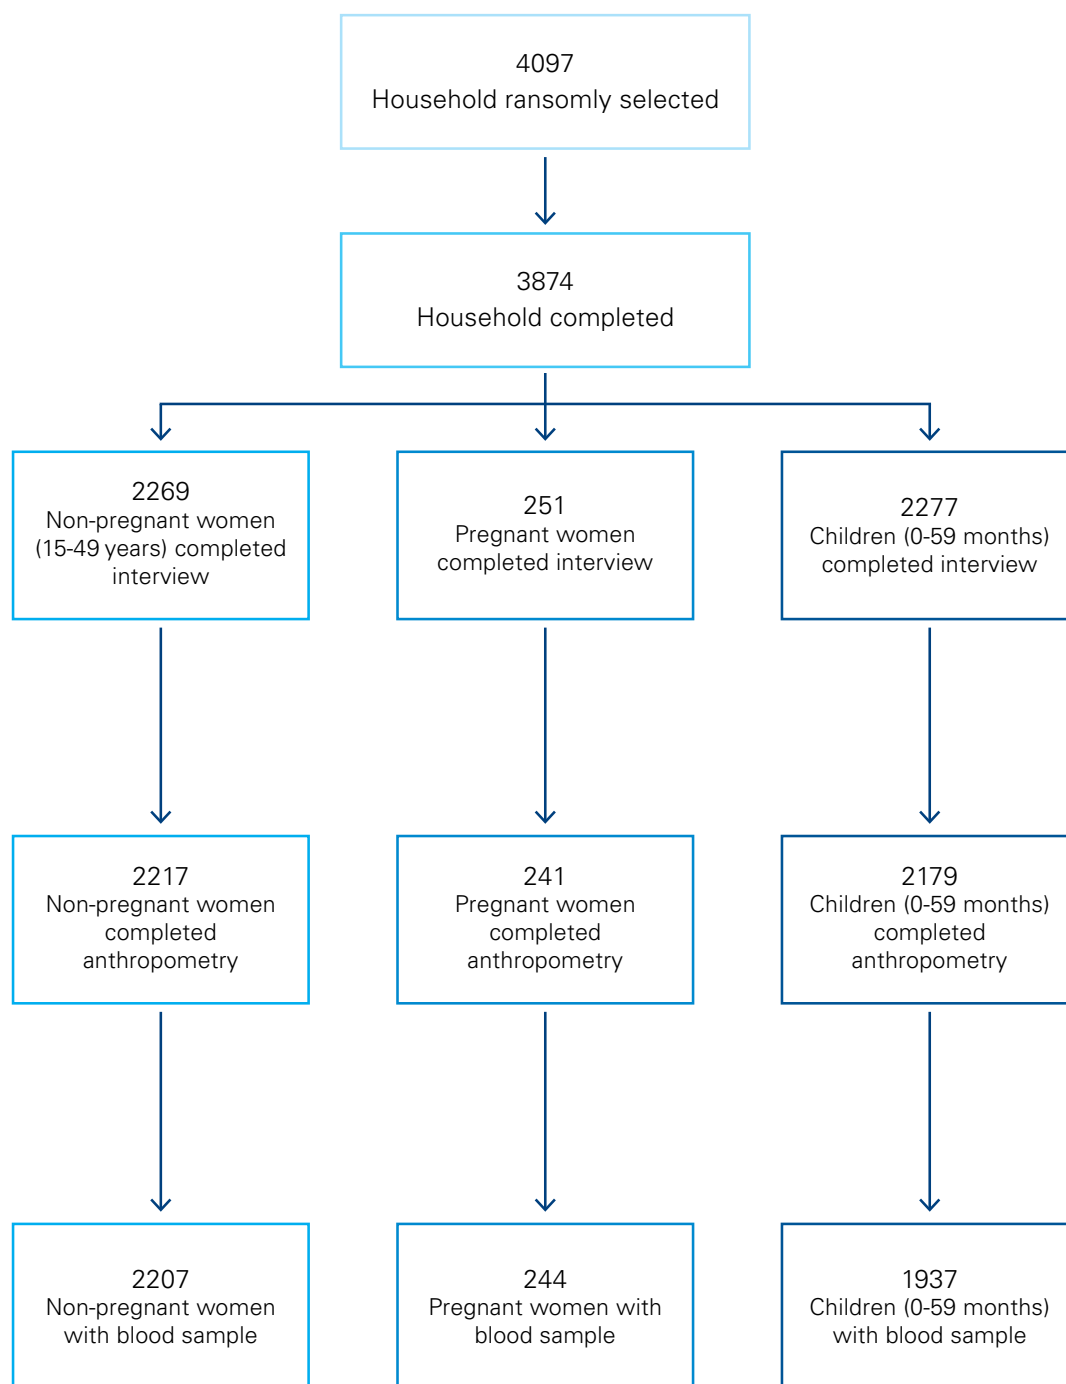 4097
Household ransomly selected
3874
Household completed
2269
Non-pregnant women
(15-49 years) completed
interview
251
Pregnant women
completed interview
2277
Children (0-59 months)
completed interview
2217
Non-pregnant women
completed
anthropometry
241
Pregnant women
completed
anthropometry
2179
Children (0-59 months)
completed
anthropometry
2207
Non-pregnant women
with blood sample
244
Pregnant women with
blood sample
1937
Children (0-59 months)
with blood sample